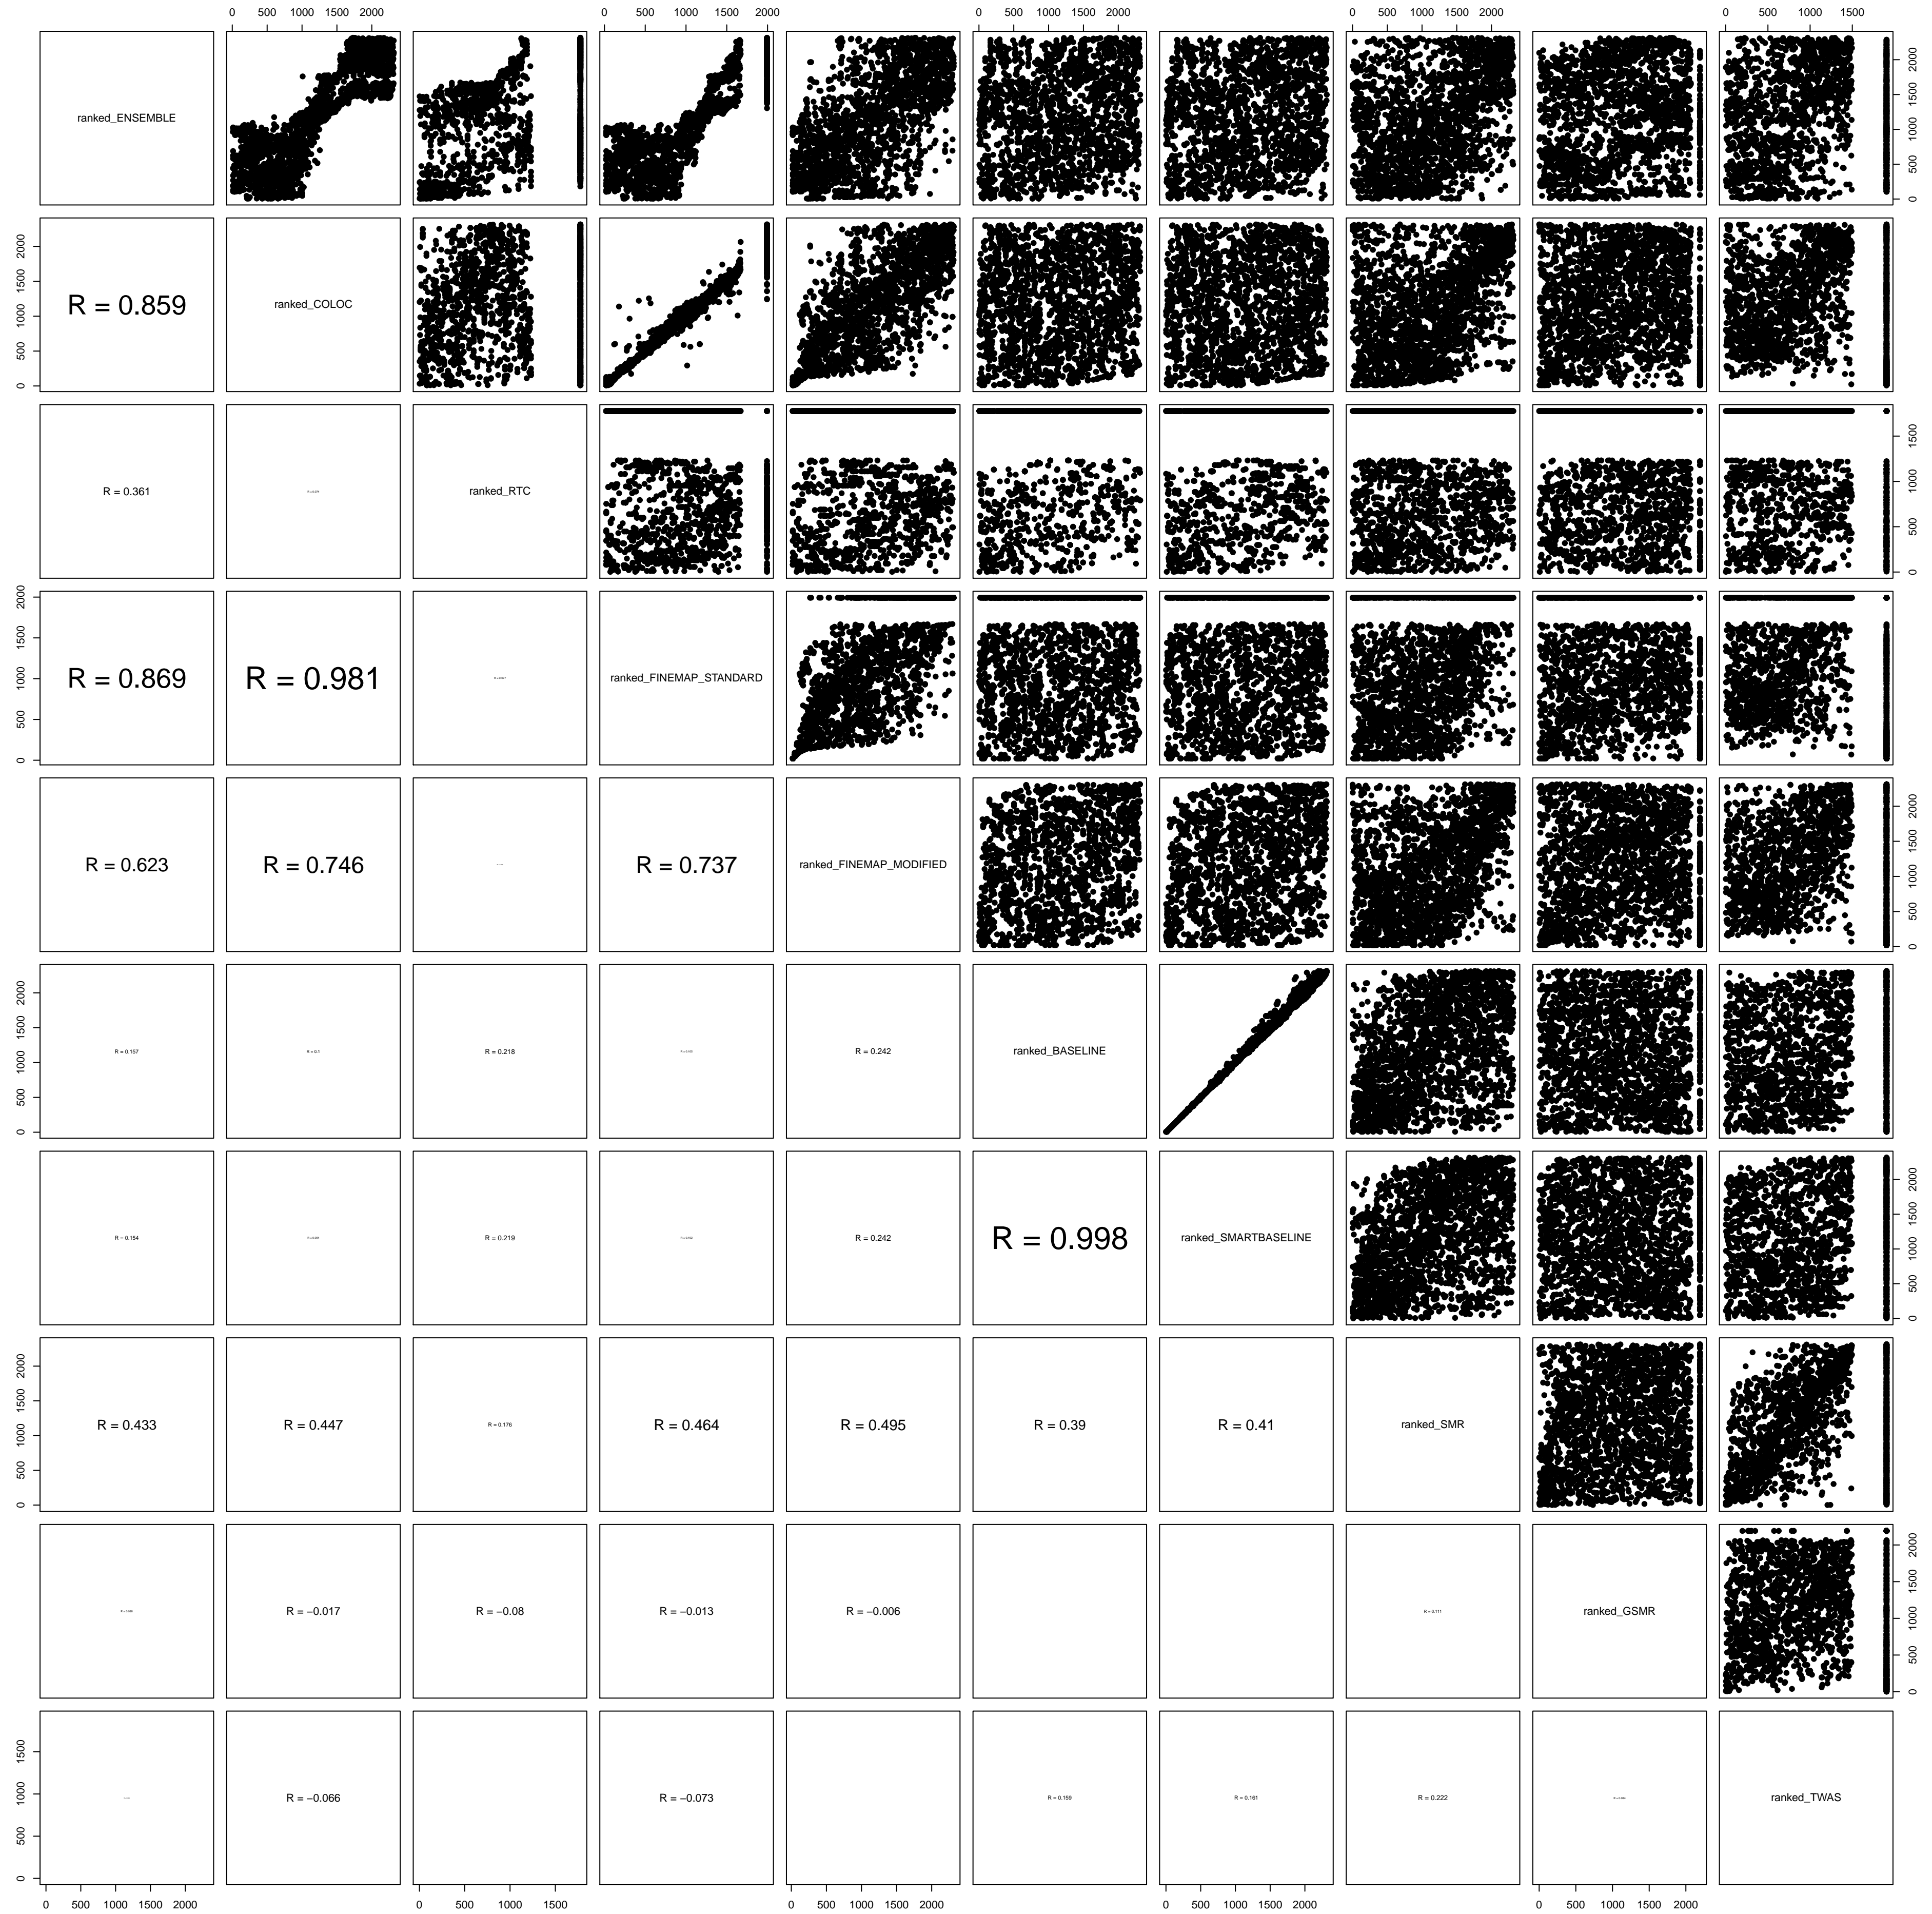 0 500 1000 2000 0 500 1000 2000 0 500 1000 1500 2000 0 500 1000 1500 2000 0 500 1000 1500
ranked_ENSEMBLE
0 500 1000 1500 2000
0 500 1000 1500 2000
R = 0.859
ranked_COLOC
R = 0.361
ranked_RTC
0 500 1000 1500
0 500 1000 1500 2000
R = 0.869
R = 0.981
ranked_FINEMAP_STANDARD
R = 0.623
R = 0.746
R = 0.737
ranked_FINEMAP_MODIFIED
0 500 1000 1500 2000
0 500 1000 1500 2000
R = 0.157
R = 0.1
R = 0.218
R = 0.242
ranked_BASELINE
R = 0.154
R = 0.219
R = 0.242
R = 0.998
ranked_SMARTBASELINE
0 500 1000 1500 2000
0 500 1000 1500 2000
R = 0.433
R = 0.447
R = 0.176
R = 0.464
R = 0.495
R = 0.39
R = 0.41
ranked_SMR
R = −0.017
R = −0.08
R = −0.013
R = −0.006
R = 0.111
ranked_GSMR
0 500 1000 1500 2000
0 500 1000 1500
R = −0.066
R = −0.073
R = 0.159
R = 0.161
R = 0.222
ranked_TWAS
0 500 1000 1500 2000 0 500 1000 1500 0 500 1000 1500 2000 0 500 1000 1500 2000 0 500 1000 1500 2000